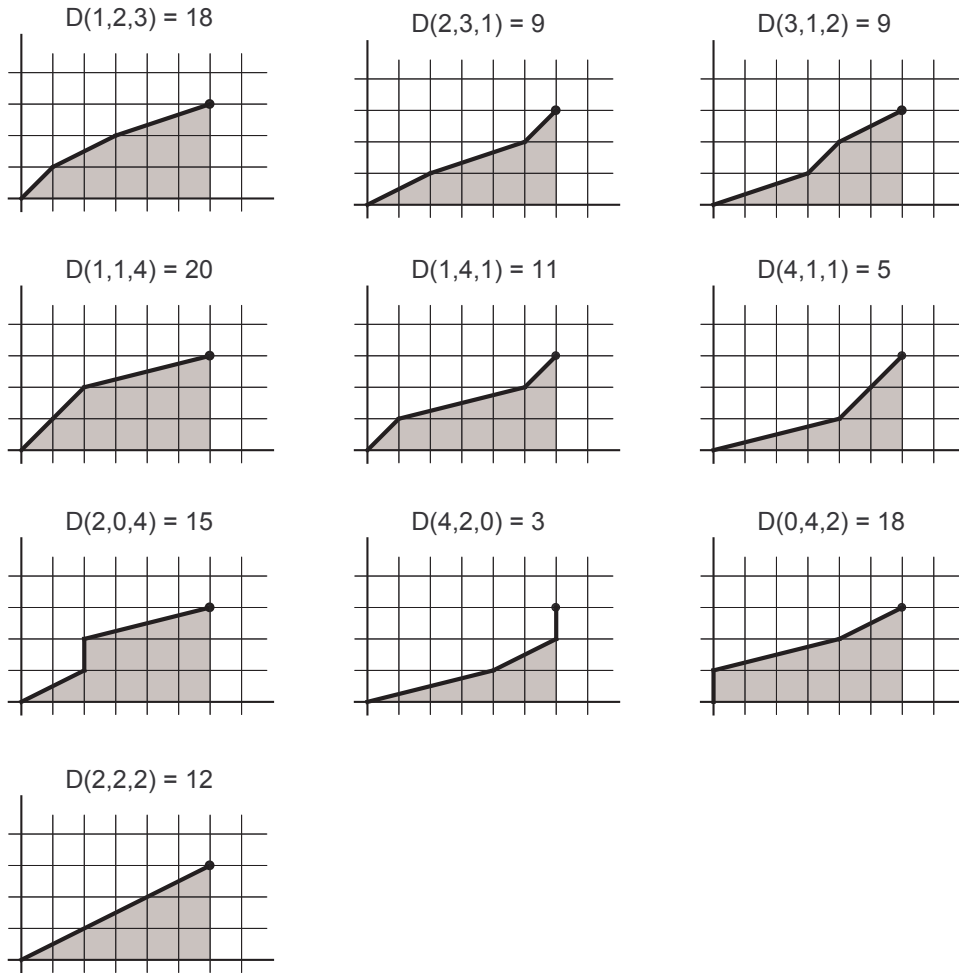 D(1,2,3) = 18
D(2,3,1) = 9
D(3,1,2) = 9
D(1,1,4) = 20
D(1,4,1) = 11
D(4,1,1) = 5
D(2,0,4) = 15
D(4,2,0) = 3
D(0,4,2) = 18
D(2,2,2) = 12